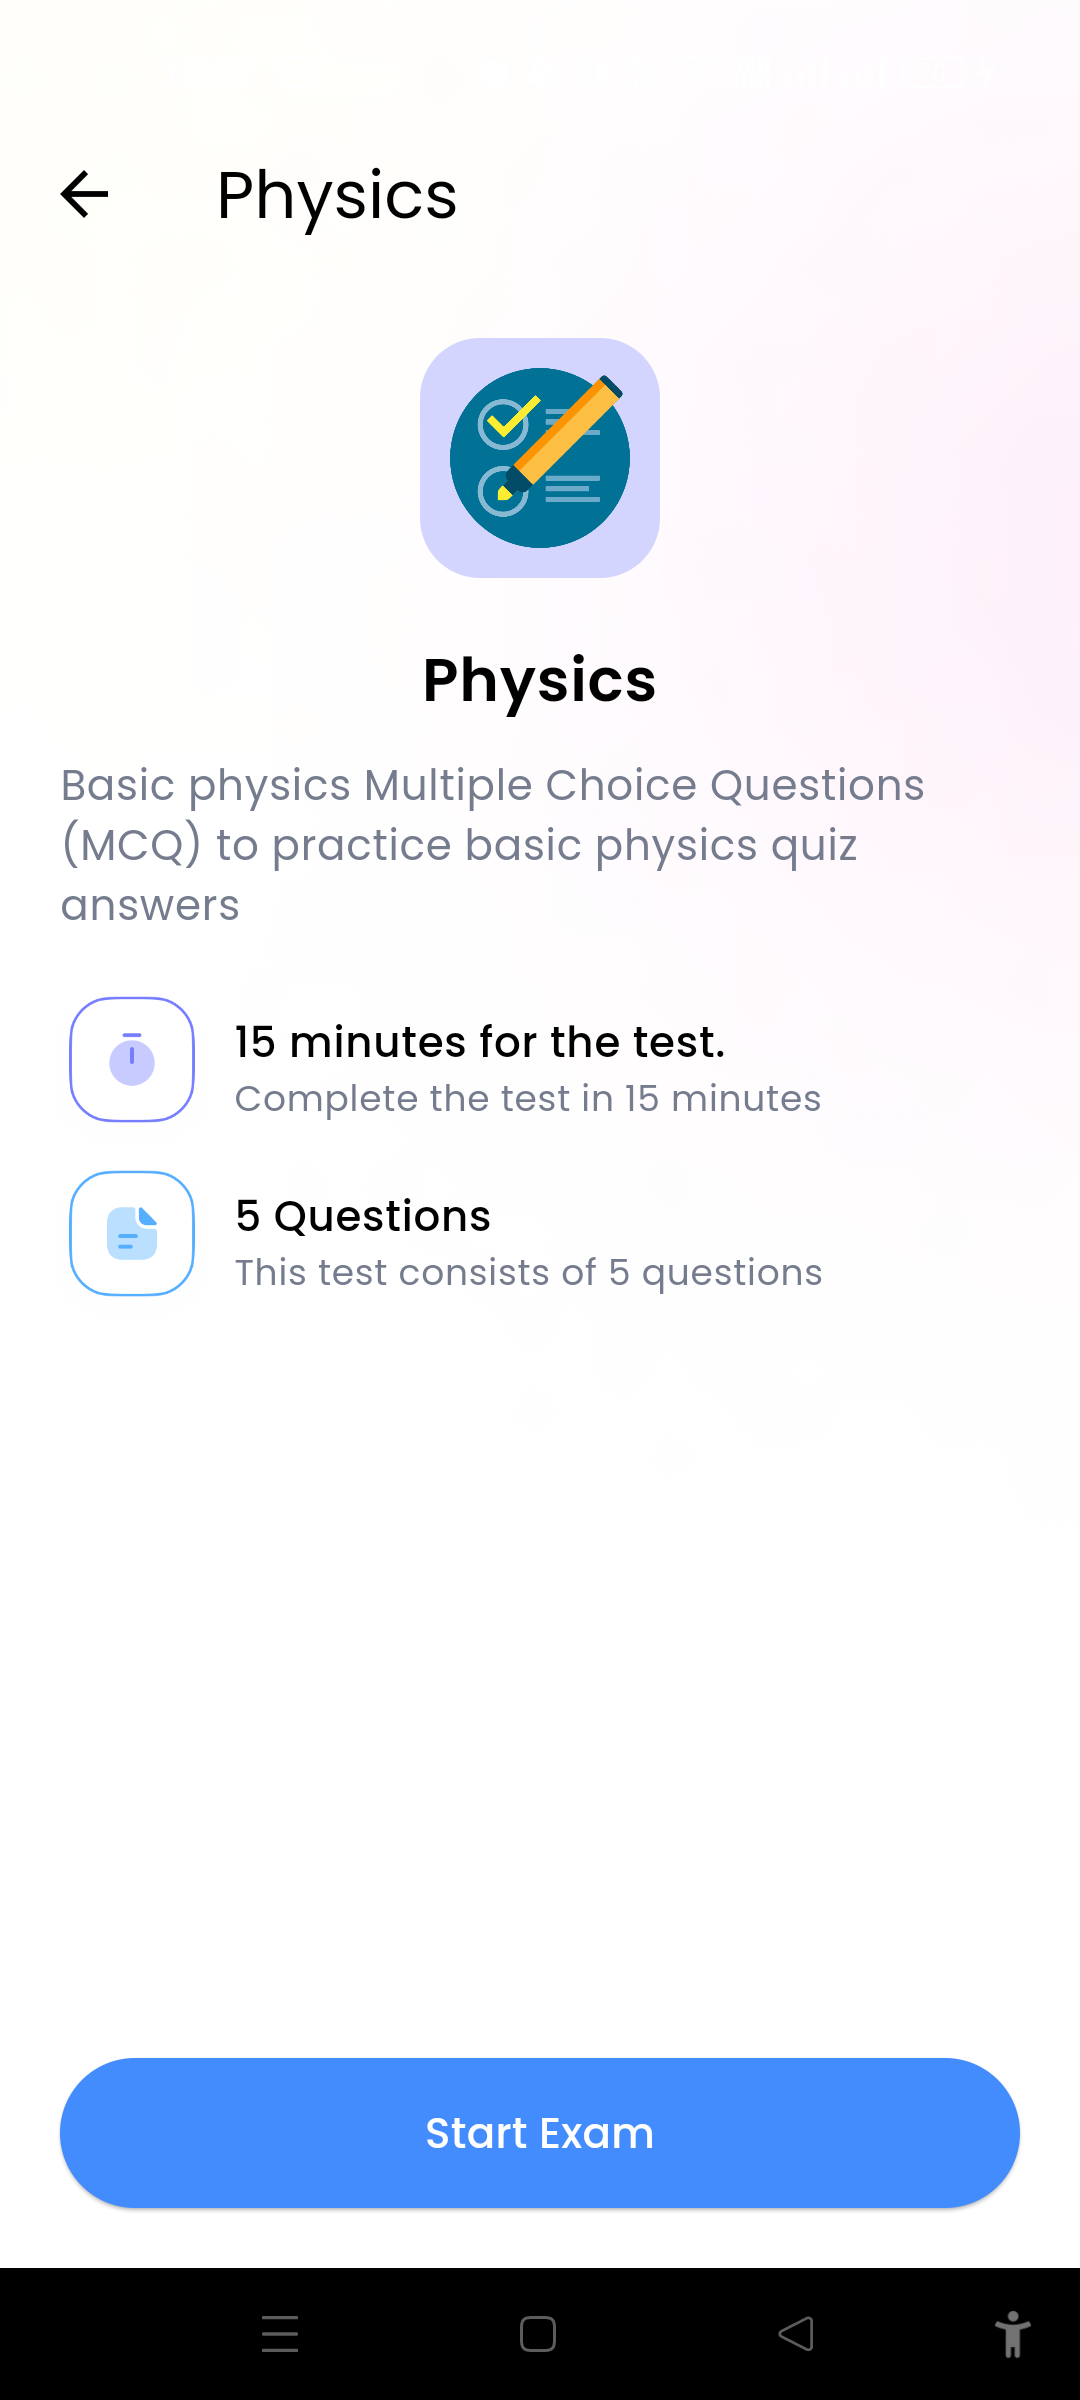 Physics
Physics
Basic physics Multiple Choice Questions
(MCQ) to practice basic physics quiz
answers
15 minutes for the test.
Complete the test in 15 minutes
5 Questions
This test consists of 5 questions
Start Exam